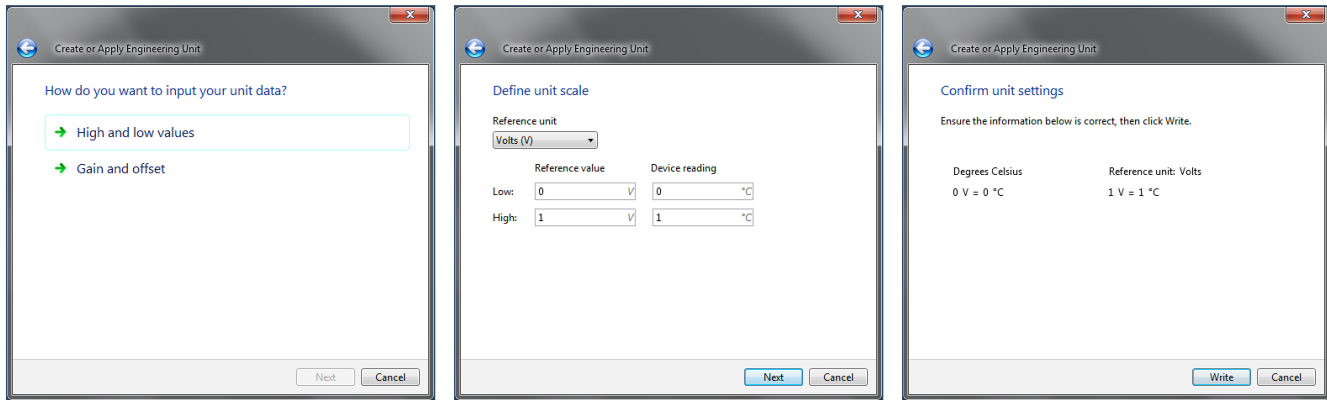 Create or Apply Engineering Unit
How do you want to input your unit data?
High and low values
Gain and offset
Next
Cancel
Create or Apply Engineering Unit
Define unit scale
Reference unit
Volts (V)
Reference value Device reading
Low: 0 V 0 °C
High: 1 V 1 °C
Next
Cancel
Create or Apply Engineering Unit
Confirm unit settings
Ensure the information below is correct, then click Write.
Degrees Celsius Reference unit: Volts
0 V = 0 °C 1 V = 1 °C
Write
Cancel